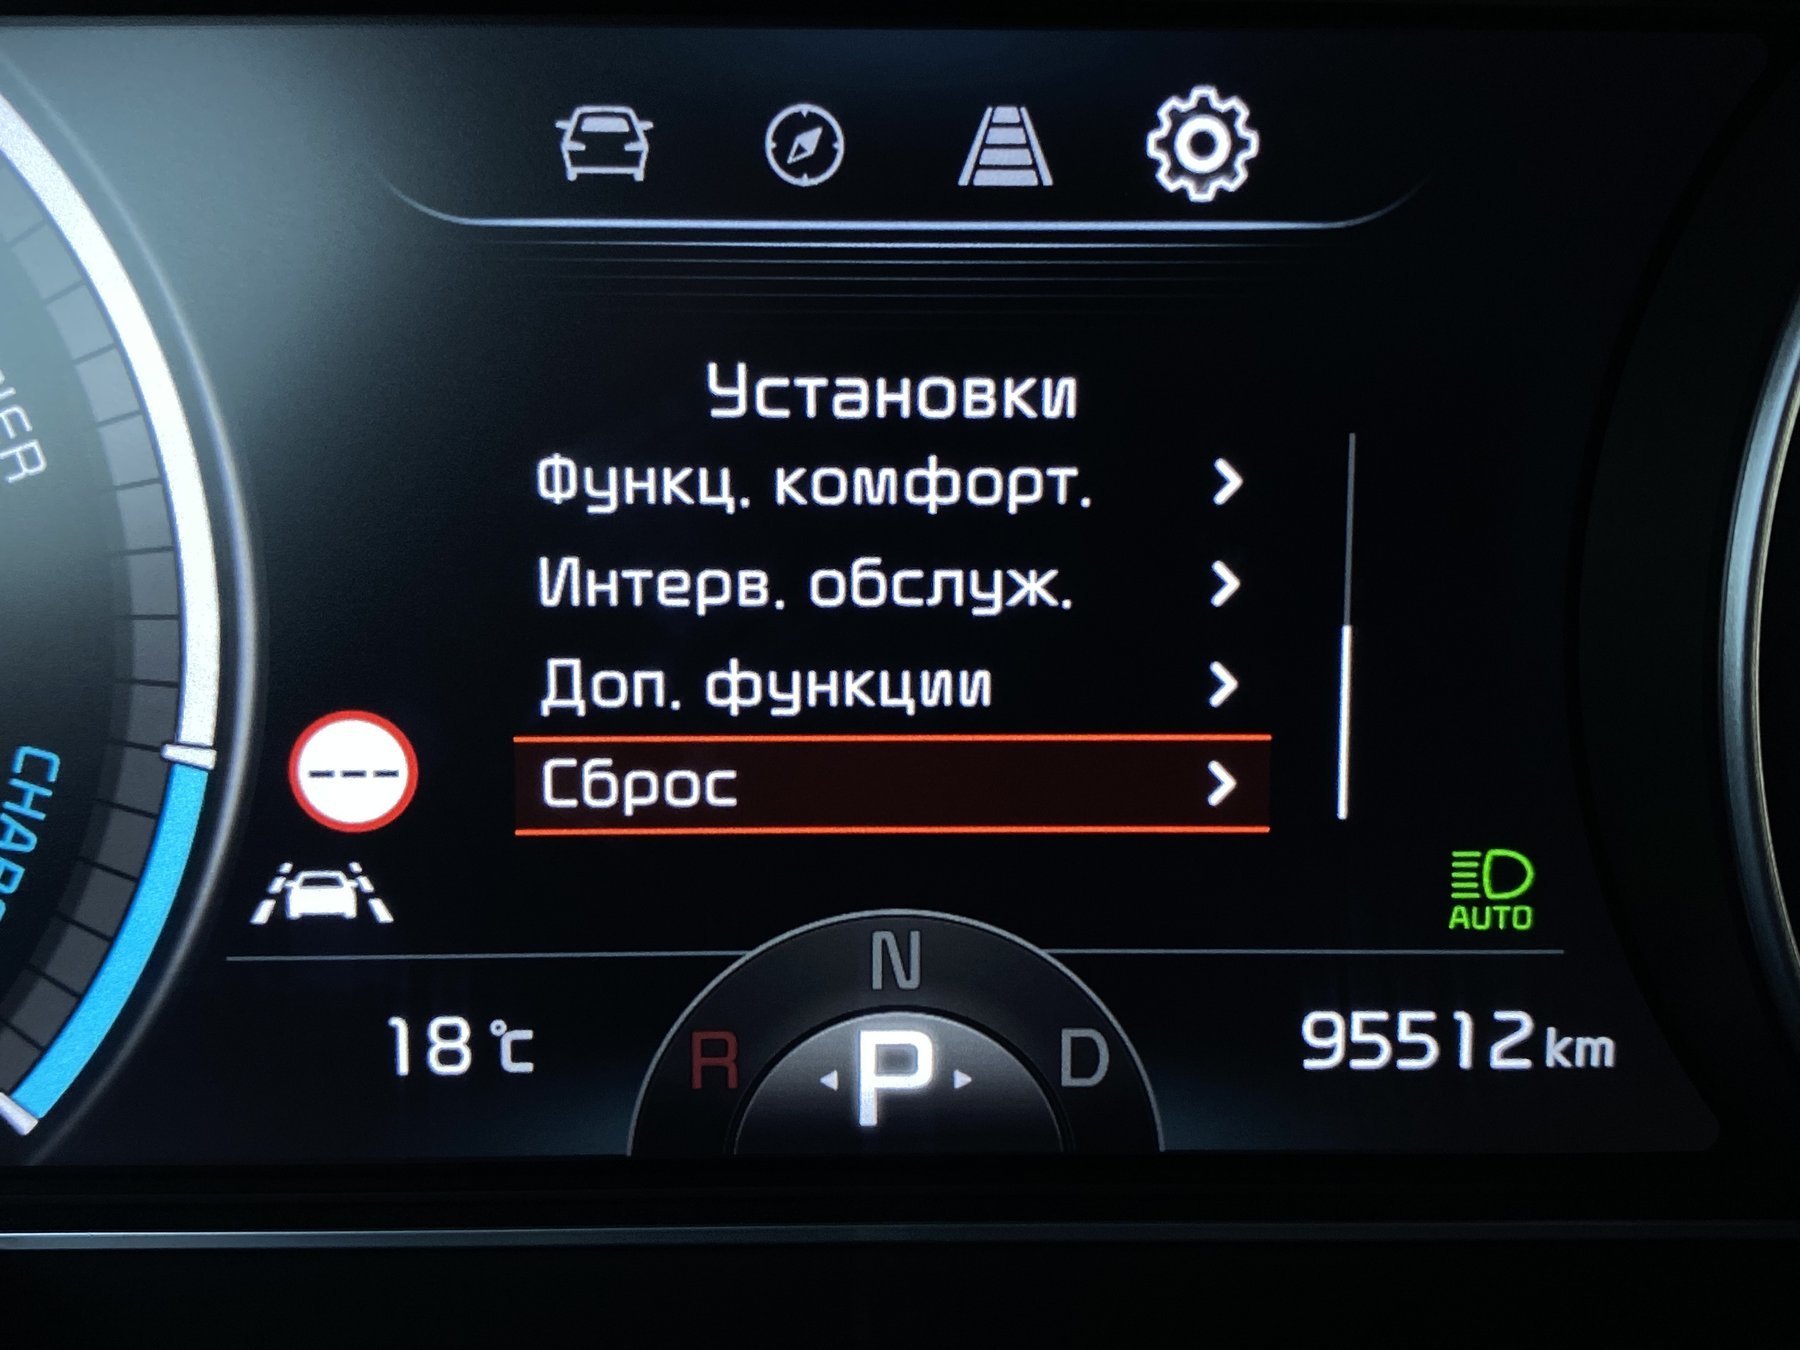 Установки
Функц. комфорт.
Интерв. обслуж.
Доп. функции
Сброс
AUTO
N
R P D
18 °C
95512 km